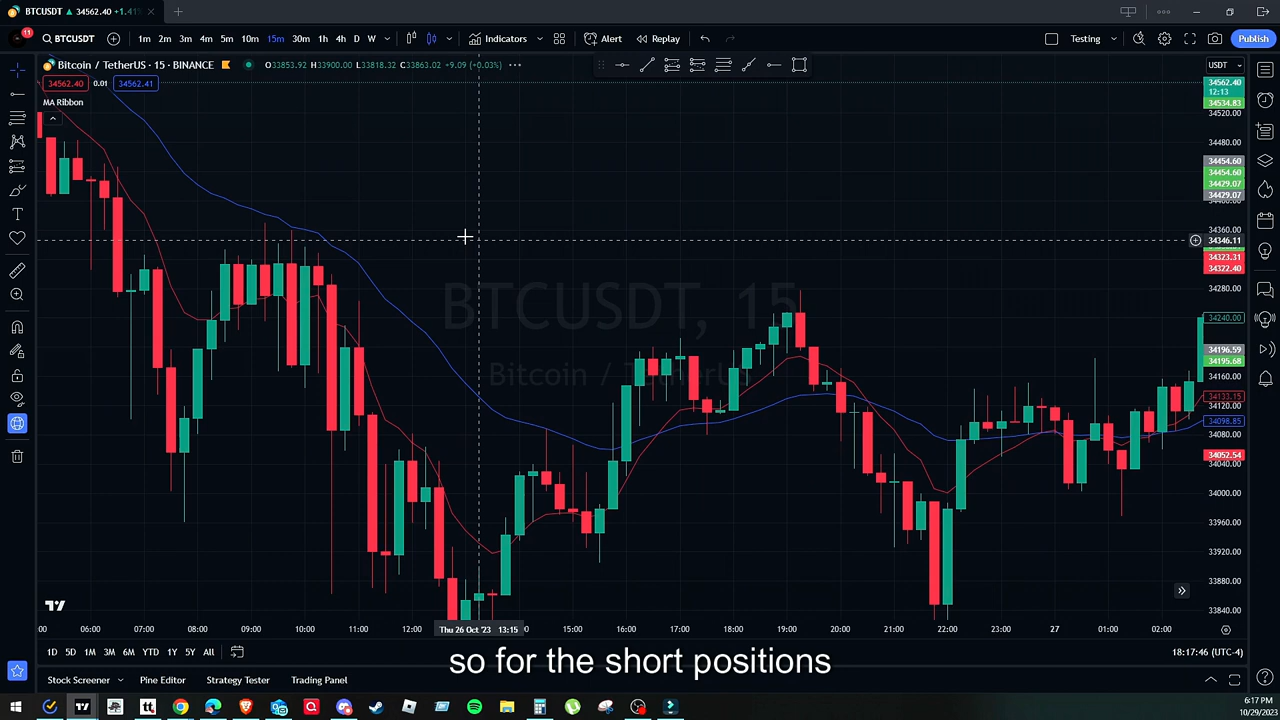 BTCUSDT ▲ 34562.40 +1.41%
11
BTCUSDT
1m 2m 3m 4m 5m 10m 15m 30m 1h 4h D W
Indicators
Alert
Replay
Testing
Publish
Bitcoin / TetherUS · 15 · BINANCE
O33853.92 H33900.00 L33818.32 C33863.02 +9.09 (+0.03%)
USDT
34562.40
0.01
34562.41
MA Ribbon
34562.40
12:13
34534.83
34520.00
34480.00
34454.60
34454.60
34429.07
34429.07
34400.00
34360.00
34346.11
34323.31
34322.40
34280.00
34240.00
34196.59
34195.68
34160.00
34133.15
34120.00
34098.85
34080.00
34052.54
34040.00
34000.00
33960.00
33920.00
33880.00
33840.00
BTCUSDT, 15
Bitcoin / TetherUS
:00 06:00 07:00 08:00 09:00 10:00 11:00 12:00 Thu 26 Oct '23 13:15 0 15:00 16:00 17:00 18:00 19:00 20:00 21:00 22:00 23:00 27 01:00 02:00
1D 5D 1M 3M 6M YTD 1Y 5Y All
18:17:46 (UTC-4)
so for the short positions
Stock Screener
Pine Editor
Strategy Tester
Trading Panel
6:17 PM
10/29/2023